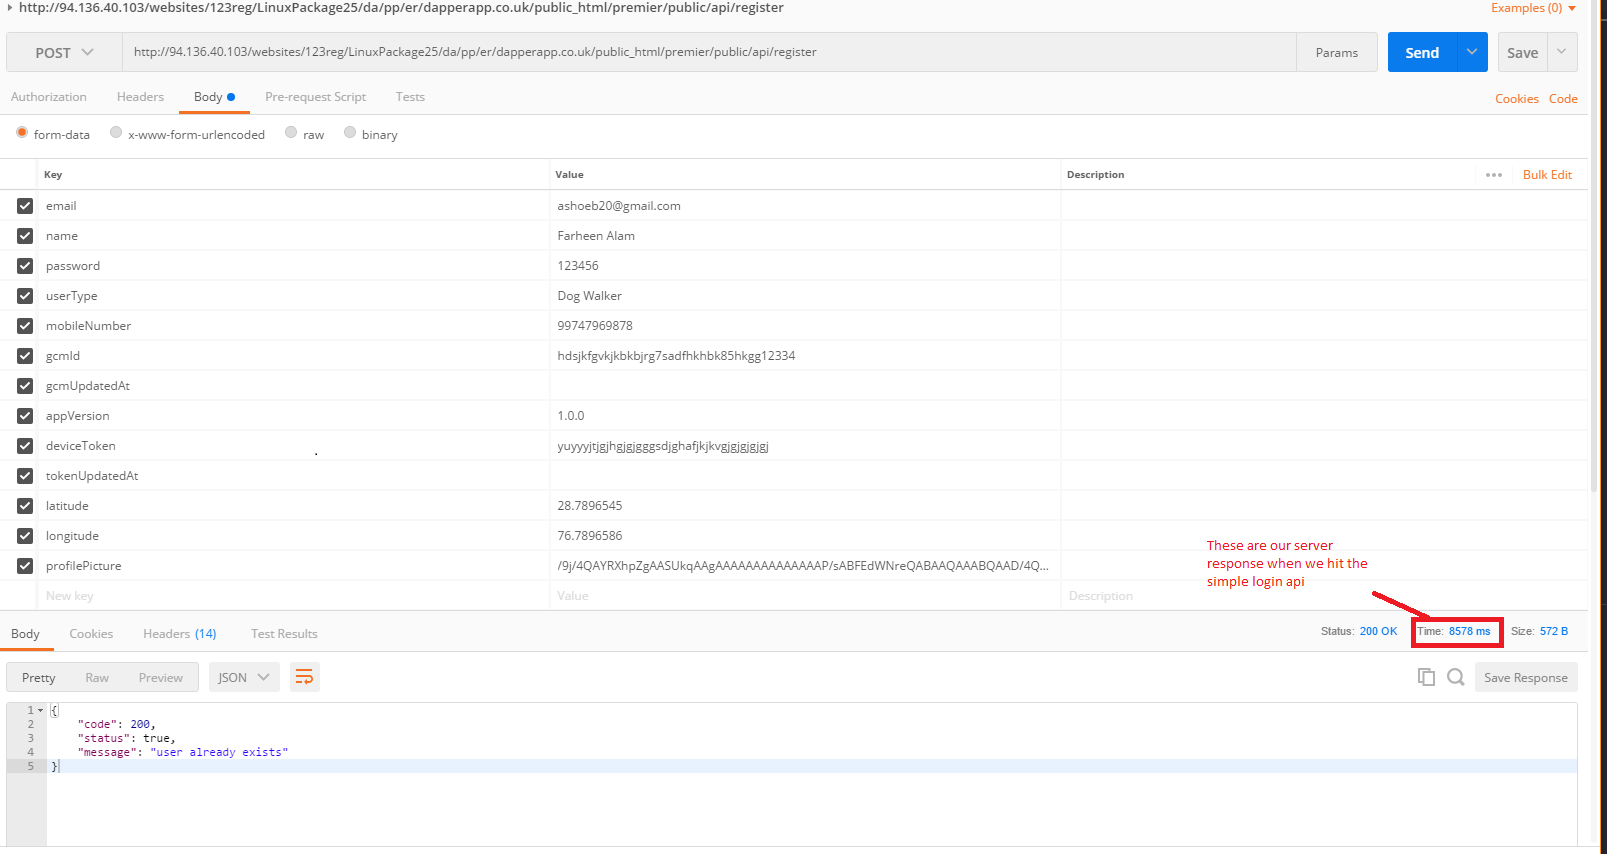 http://94.136.40.103/websites/123reg/LinuxPackage25/da/pp/er/dapperapp.co.uk/public_html/premier/public/api/register
Examples (0)
POST http://94.136.40.103/websites/123reg/LinuxPackage25/da/pp/er/dapperapp.co.uk/public_html/premier/public/api/register Params Send Save
Authorization Headers Body Pre-request Script Tests Cookies Code
form-data x-www-form-urlencoded raw binary
Key Value Description ••• Bulk Edit
email ashoeb20@gmail.com
name Farheen Alam
password 123456
userType Dog Walker
mobileNumber 99747969878
gcmId hdsjkfgvkjkbkbjrg7sadfhkhbk85hkgg12334
gcmUpdatedAt
appVersion 1.0.0
deviceToken yuyyyjtjgjhgjgjgggsdjghafjkjkvgjgjgjgjgj
tokenUpdatedAt
latitude 28.7896545
longitude 76.7896586
profilePicture /9j/4QAYRXhpZgAASUkqAAgAAAAAAAAAAAAAAP/sABFEdWNreQABAAQAAABQAAD/4Q...
New key Value Description
These are our server
response when we hit the
simple login api
Body Cookies Headers (14) Test Results Status: 200 OK Time: 8578 ms Size: 572 B
Pretty Raw Preview JSON Save Response
1 {
2 "code": 200,
3 "status": true,
4 "message": "user already exists"
5 }